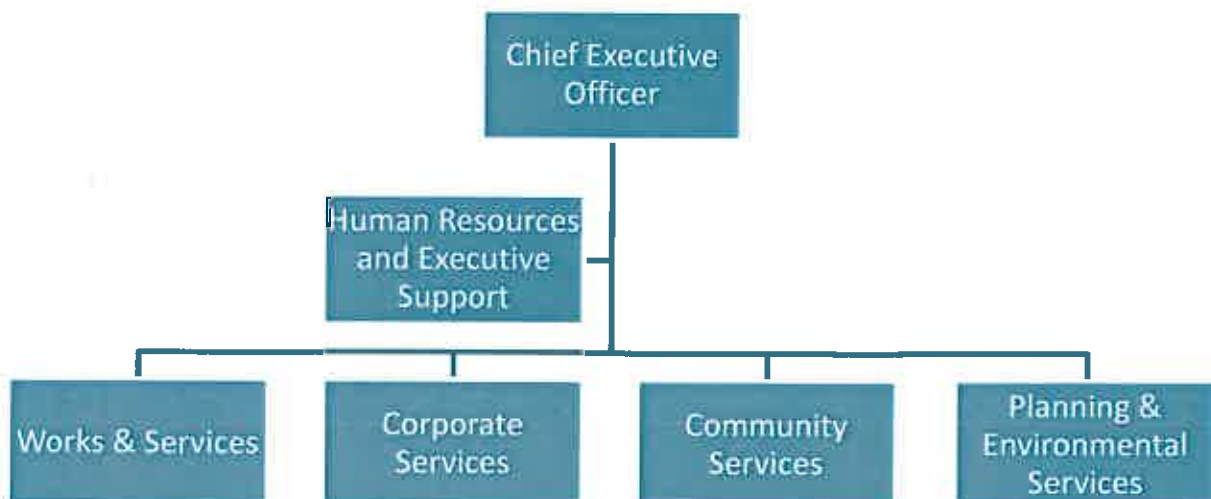 Chief Executive
Officer
Human Resources
and Executive
Support
Works & Services
Corporate
Services
Community
Services
Planning &
Environmental
Services